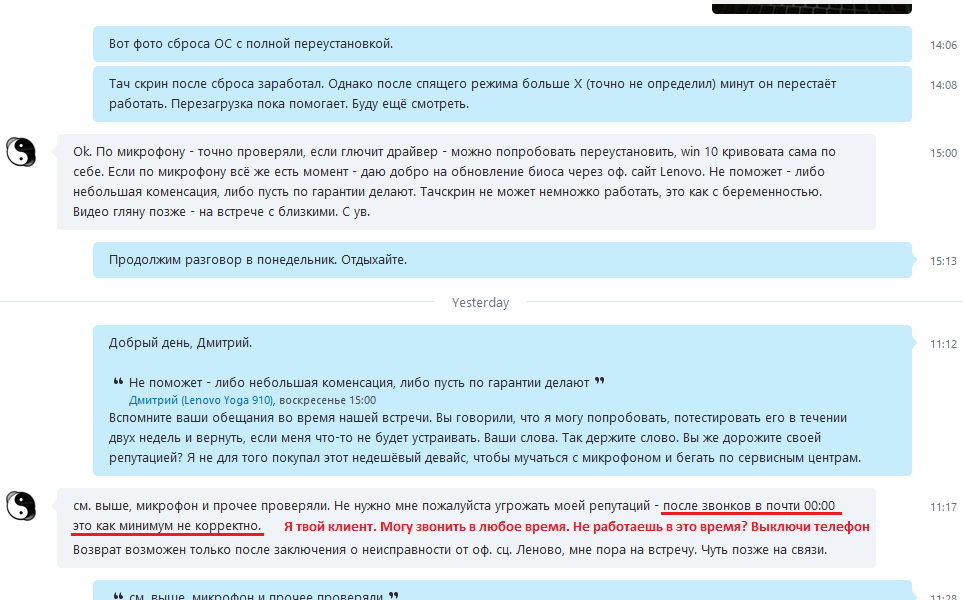 Вот фото сброса ОС с полной переустановкой.
14:06
Тач скрин после сброса заработал. Однако после спящего режима больше Х (точно не определил) минут он перестаёт
работать. Перезагрузка пока помогает. Буду ещё смотреть.
14:08
Ok. По микрофону - точно проверяли, если глючит драйвер - можно попробовать переустановить, win 10 кривовата сама по
себе. Если по микрофону всё же есть момент - даю добро на обновление биоса через оф. сайт Lenovo. Не поможет - либо
небольшая коменсация, либо пусть по гарантии делают. Тачскрин не может немножко работать, это как с беременностью.
Видео гляну позже - на встрече с близкими. С ув.
15:00
Продолжим разговор в понедельник. Отдыхайте.
15:13
Yesterday
Добрый день, Дмитрий.
11:12
❝ Не поможет - либо небольшая коменсация, либо пусть по гарантии делают ❞
Дмитрий (Lenovo Yoga 910), воскресенье 15:00
Вспомните ваши обещания во время нашей встречи. Вы говорили, что я могу попробовать, потестировать его в течении
двух недель и вернуть, если меня что-то не будет устраивать. Ваши слова. Так держите слово. Вы же дорожите своей
репутацией? Я не для того покупал этот недешёвый девайс, чтобы мучаться с микрофоном и бегать по сервисным центрам.
см. выше, микрофон и прочее проверяли. Не нужно мне пожалуйста угрожать моей репутаций - после звонков в почти 00:00
11:17
это как минимум не корректно. Я твой клиент. Могу звонить в любое время. Не работаешь в это время? Выключи телефон
Возврат возможен только после заключения о неисправности от оф. сц. Леново, мне пора на встречу. Чуть позже на связи.
❝ см. выше, микрофон и прочее проверяли ❞
11:28